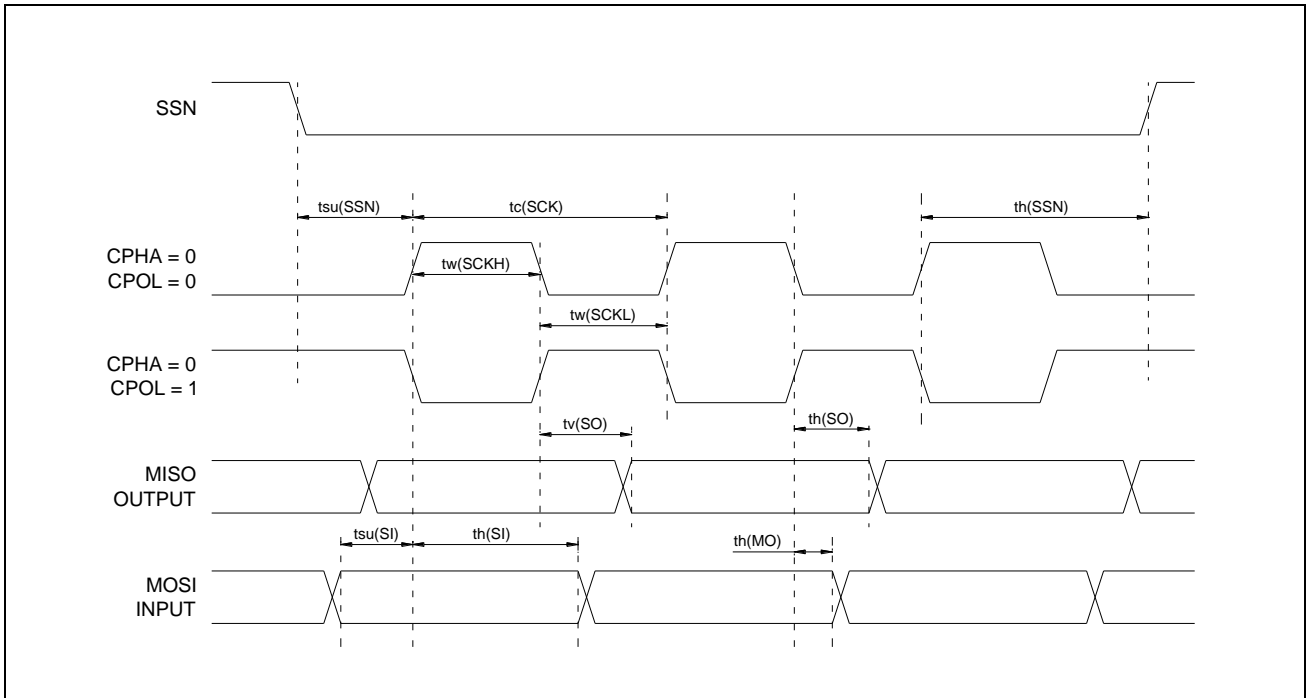 SSN
tsu(SSN)
tc(SCK)
th(SSN)
CPHA = 0
CPOL = 0
tw(SCKH)
tw(SCKL)
CPHA = 0
CPOL = 1
tv(SO)
th(SO)
MISO
OUTPUT
tsu(SI)
th(SI)
th(MO)
MOSI
INPUT